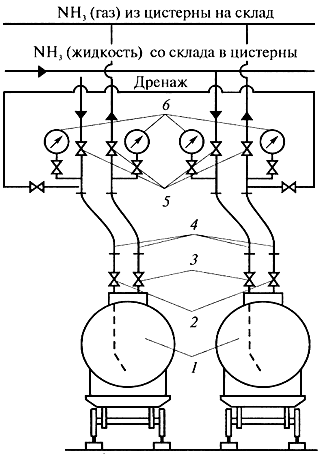 NH₃ (газ) из цистерны на склад
NH₃ (жидкость) со склада в цистерны
Дренаж
6
5
4
3
2
1